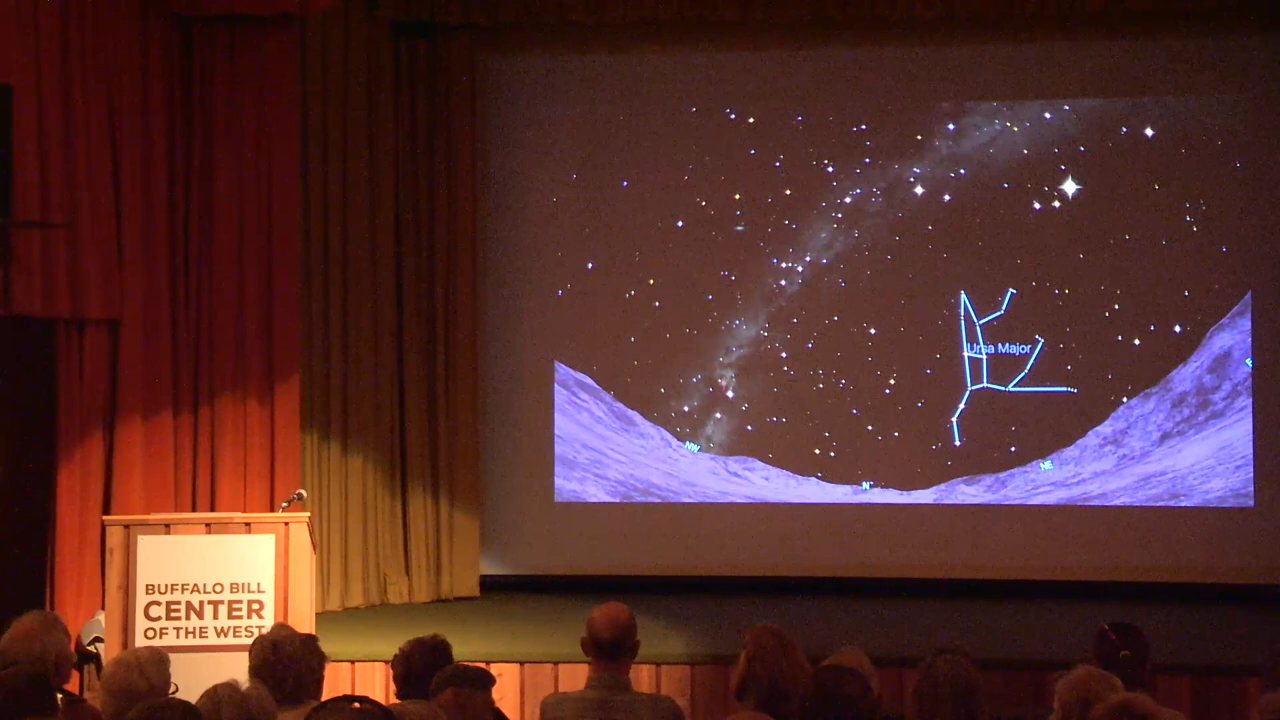 BUFFALO BILL
CENTER
OF THE WEST
Ursa Major
NW
N
NE
E